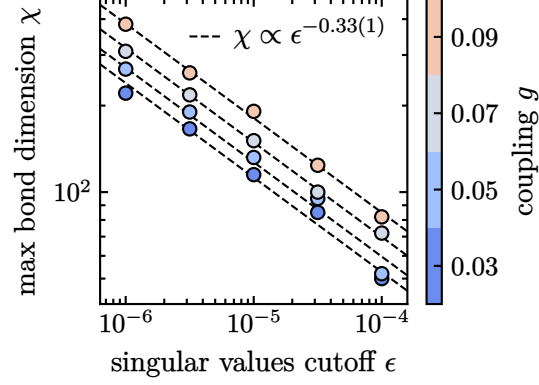 χ ∝ ϵ^{−0.33(1)}
max bond dimension χ
10^2
10^{−6} 10^{−5} 10^{−4}
singular values cutoff ϵ
0.09
0.07
0.05
0.03
coupling g